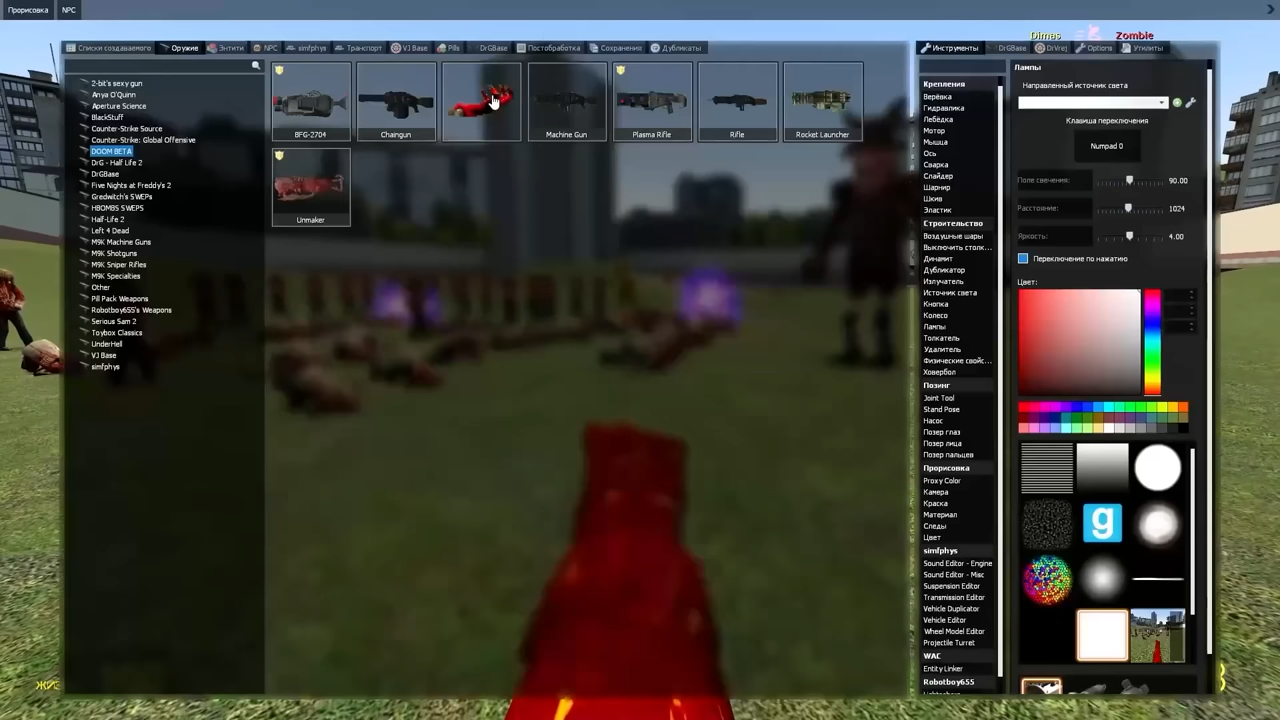 Прорисовка
NPC
Dimas
Zombie
Списки создаваемого
Оружие
Энтити
NPC
simfphys
Транспорт
VJ Base
Pills
DrGBase
Постобработка
Сохранения
Дубликаты
2-bit's sexy gun
Anya O'Quinn
Aperture Science
BlackStuff
Counter-Strike Source
Counter-Strike: Global Offensive
DOOM BETA
DrG - Half Life 2
DrGBase
Five Nights at Freddy's 2
Gredwitch's SWEPs
HBOMBS SWEPS
Half-Life 2
Left 4 Dead
M9K Machine Guns
M9K Shotguns
M9K Sniper Rifles
M9K Specialties
Other
Pill Pack Weapons
Robotboy655's Weapons
Serious Sam 2
Toybox Classics
UnderHell
VJ Base
simfphys
BFG-2704
Chaingun
Machine Gun
Plasma Rifle
Rifle
Rocket Launcher
Unmaker
Инструменты
DrGBase
DrVrej
Options
Утилиты
Крепления
Верёвка
Гидравлика
Лебёдка
Мотор
Мышца
Ось
Сварка
Слайдер
Шарнир
Шкив
Эластик
Строительство
Воздушные шары
Выключить столк...
Динамит
Дубликатор
Излучатель
Источник света
Кнопка
Колесо
Лампы
Толкатель
Удалитель
Физические свойс...
Ховербол
Позинг
Joint Tool
Stand Pose
Насос
Позер глаз
Позер лица
Позер пальцев
Прорисовка
Proxy Color
Камера
Краска
Материал
Следы
Цвет
simfphys
Sound Editor - Engine
Sound Editor - Misc
Suspension Editor
Transmission Editor
Vehicle Duplicator
Vehicle Editor
Wheel Model Editor
Projectile Turret
WAC
Entity Linker
Robotboy655
Лампы
Направленный источник света
Клавиша переключения
Numpad 0
Поле свечения:
90.00
Расстояние:
1024
Яркость:
4.00
Переключение по нажатию
Цвет:
g